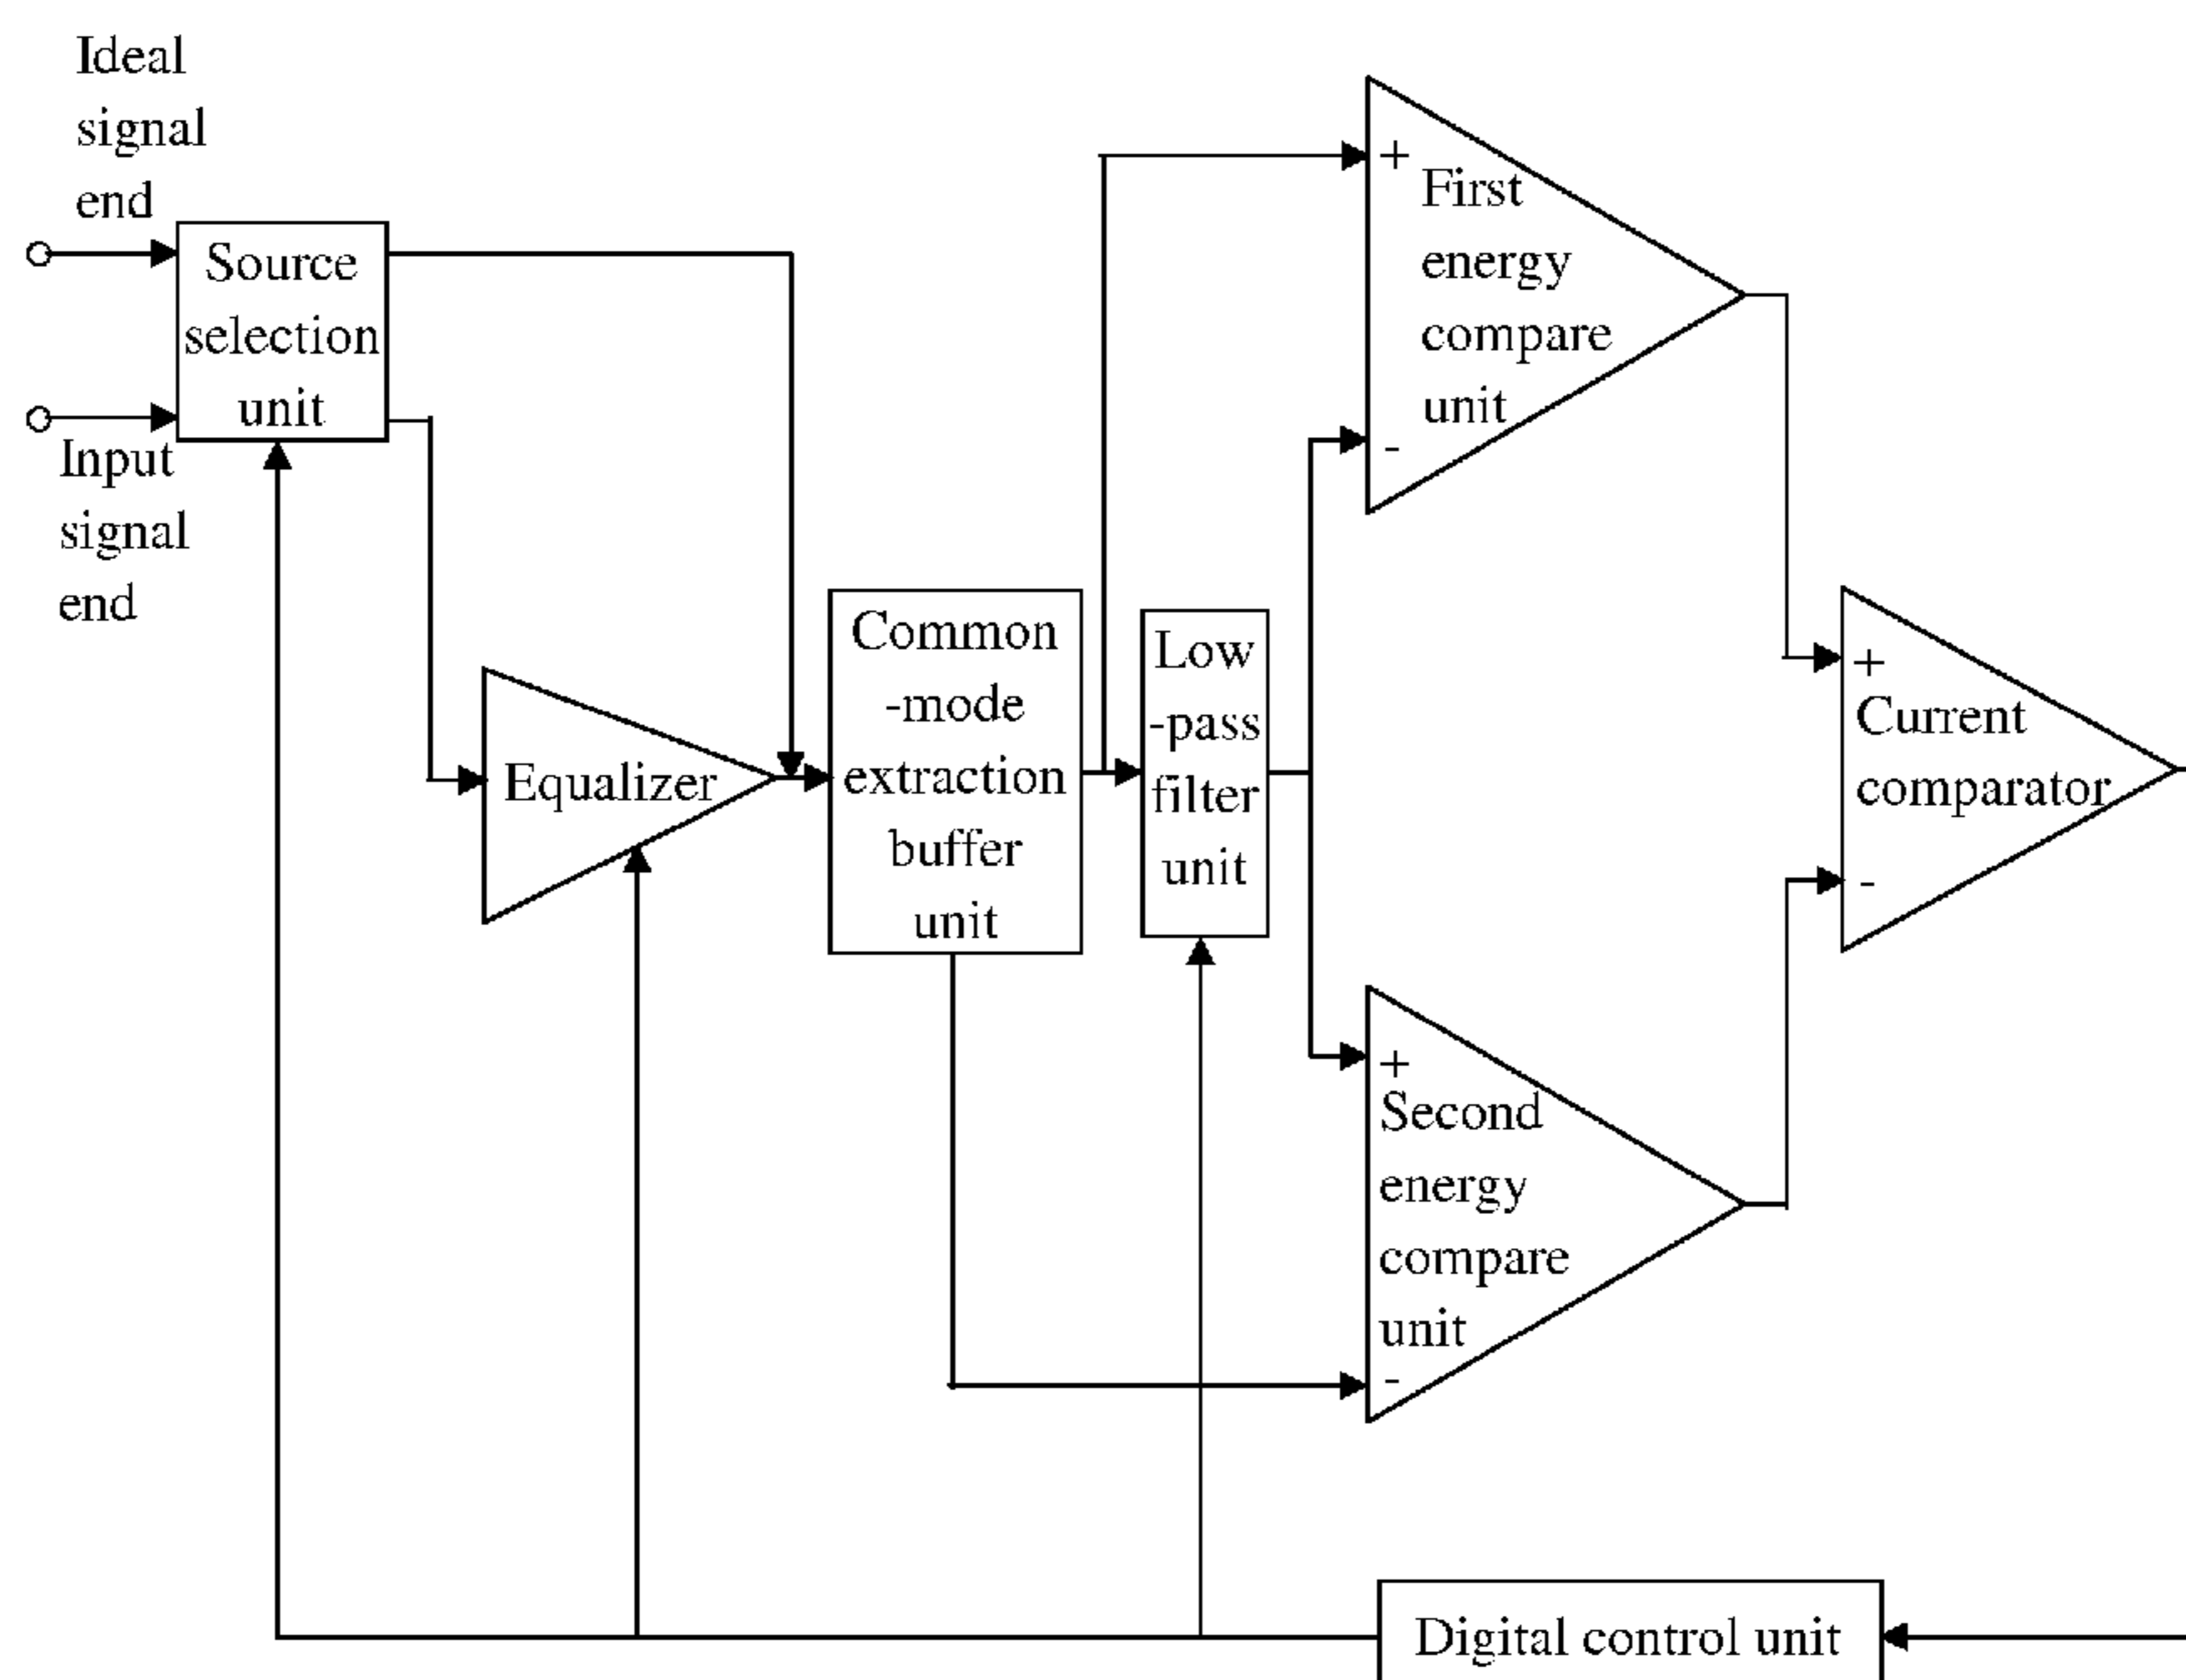 Ideal
signal
end
Source
selection
unit
Input
signal
end
Equalizer
Common
-mode
extraction
buffer
unit
Low
-pass
filter
unit
+
First
energy
compare
unit
-
+
Second
energy
compare
unit
-
+
Current
comparator
-
Digital control unit